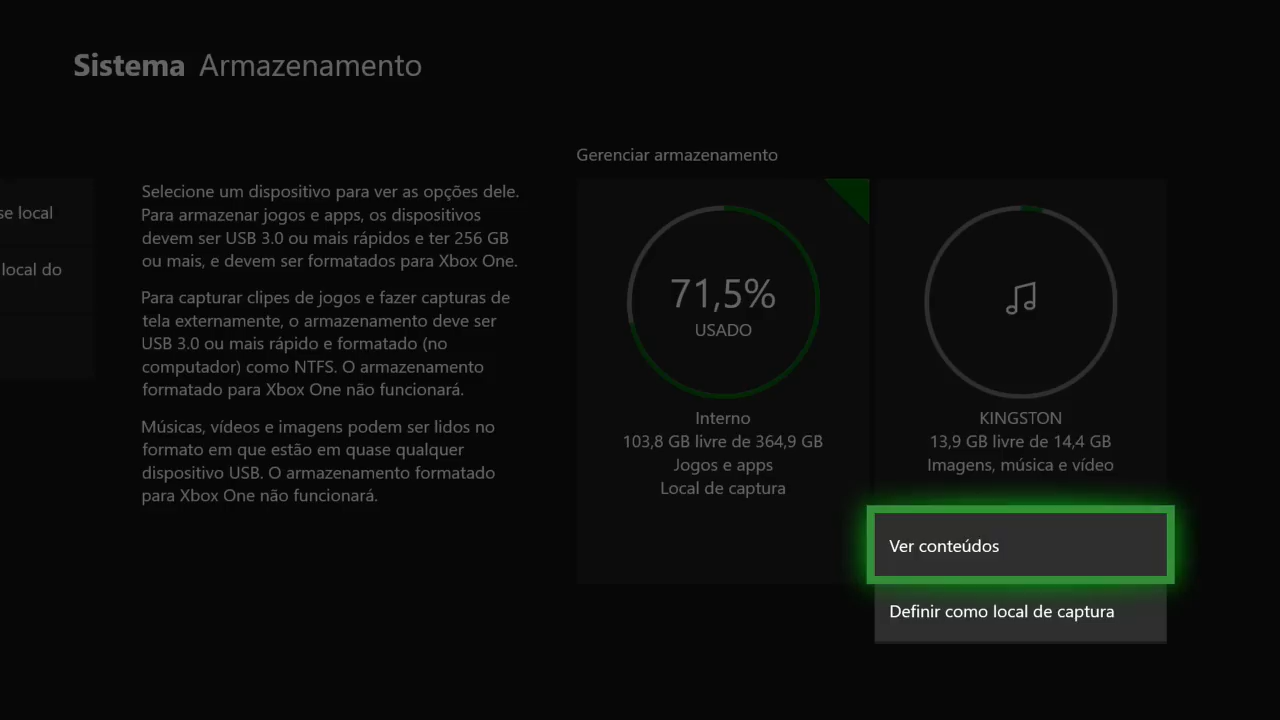 Sistema Armazenamento
se local
local do
Selecione um dispositivo para ver as opções dele.
Para armazenar jogos e apps, os dispositivos
devem ser USB 3.0 ou mais rápidos e ter 256 GB
ou mais, e devem ser formatados para Xbox One.
Para capturar clipes de jogos e fazer capturas de
tela externamente, o armazenamento deve ser
USB 3.0 ou mais rápido e formatado (no
computador) como NTFS. O armazenamento
formatado para Xbox One não funcionará.
Músicas, vídeos e imagens podem ser lidos no
formato em que estão em quase qualquer
dispositivo USB. O armazenamento formatado
para Xbox One não funcionará.
Gerenciar armazenamento
71,5%
USADO
Interno
103,8 GB livre de 364,9 GB
Jogos e apps
Local de captura
KINGSTON
13,9 GB livre de 14,4 GB
Imagens, música e vídeo
Ver conteúdos
Definir como local de captura